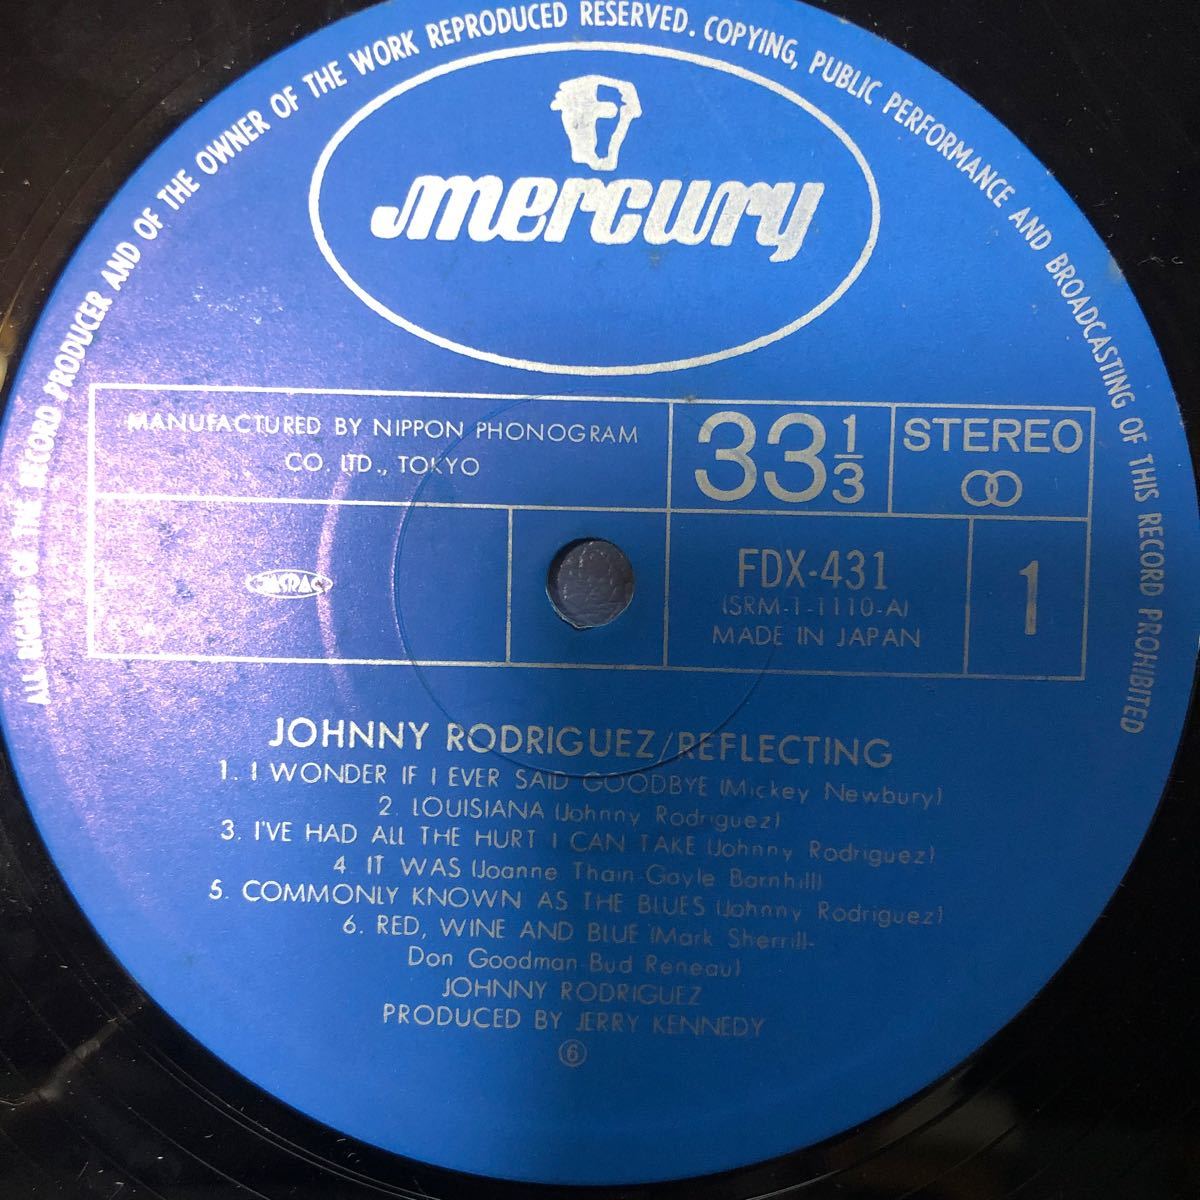 ALL RIGHTS OF THE RECORD PRODUCER AND OF THE OWNER OF THE WORK REPRODUCED RESERVED. COPYING, PUBLIC PERFORMANCE AND BROADCASTING OF THIS RECORD PROHIBITED
mercury
MANUFACTURED BY NIPPON PHONOGRAM
CO. LTD., TOKYO
33 1/3
STEREO
JASRAC
FDX-431
(SRM-1-1110-A)
MADE IN JAPAN
1
JOHNNY RODRIGUEZ/REFLECTING
1. I WONDER IF I EVER SAID GOODBYE (Mickey Newbury)
2. LOUISIANA (Johnny Rodriguez)
3. I'VE HAD ALL THE HURT I CAN TAKE (Johnny Rodriguez)
4. IT WAS (Joanne Thain-Gayle Barnhill)
5. COMMONLY KNOWN AS THE BLUES (Johnny Rodriguez)
6. RED, WINE AND BLUE (Mark Sherrill-
Don Goodman-Bud Reneau)
JOHNNY RODRIGUEZ
PRODUCED BY JERRY KENNEDY
⑥